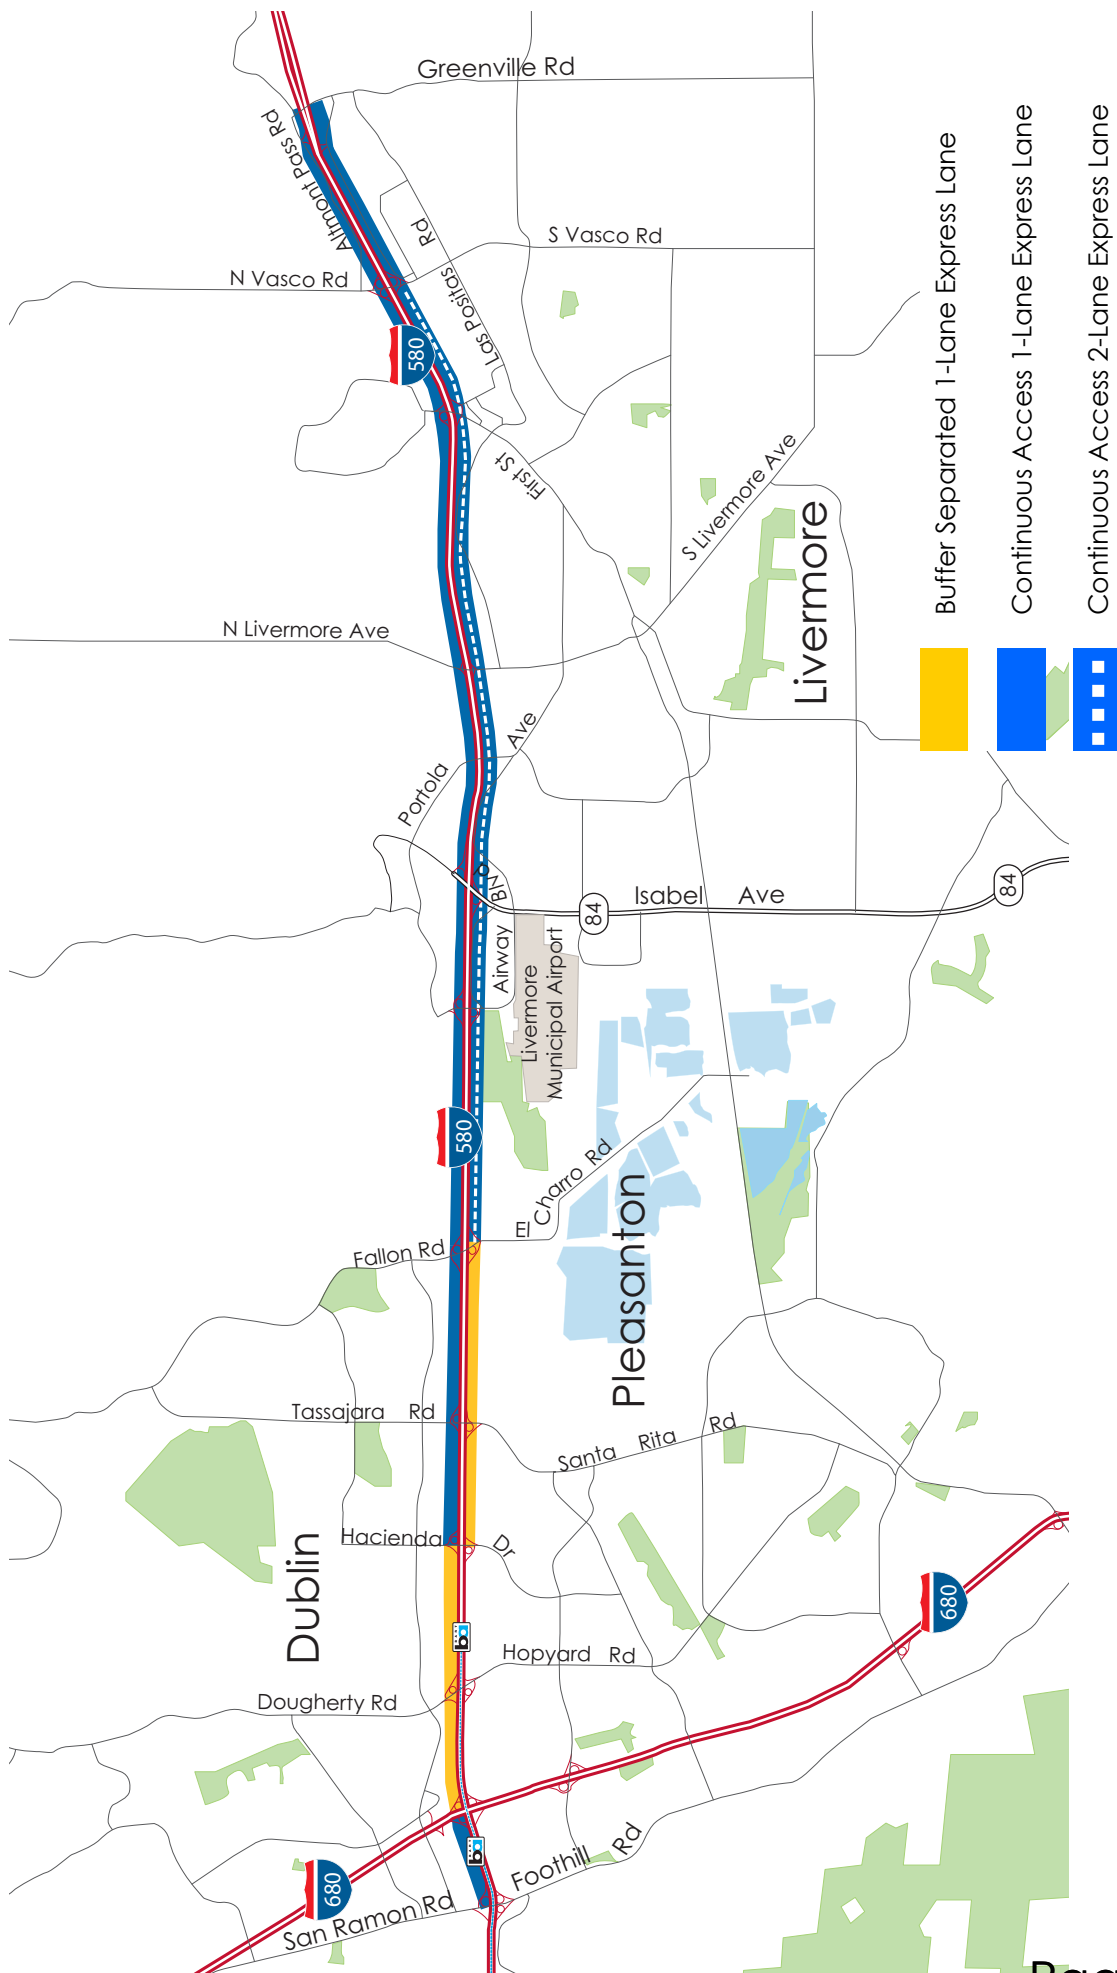 Greenville Rd
Altmont Pass Rd
Las Positas
Rd
S Vasco Rd
N Vasco Rd
580
First St
S Livermore Ave
Livermore
N Livermore Ave
Portola
Ave
Airway
Blvd
84
Isabel Ave
84
Livermore
Municipal Airport
580
El
Charro Rd
Fallon Rd
Pleasanton
Tassajara Rd
Santa Rita Rd
Hacienda
Dr
Dublin
Hopyard Rd
Dougherty Rd
680
ba
ba
Foothill Rd
680
San Ramon Rd
Buffer Separated 1-Lane Express Lane
Continuous Access 1-Lane Express Lane
Continuous Access 2-Lane Express Lane